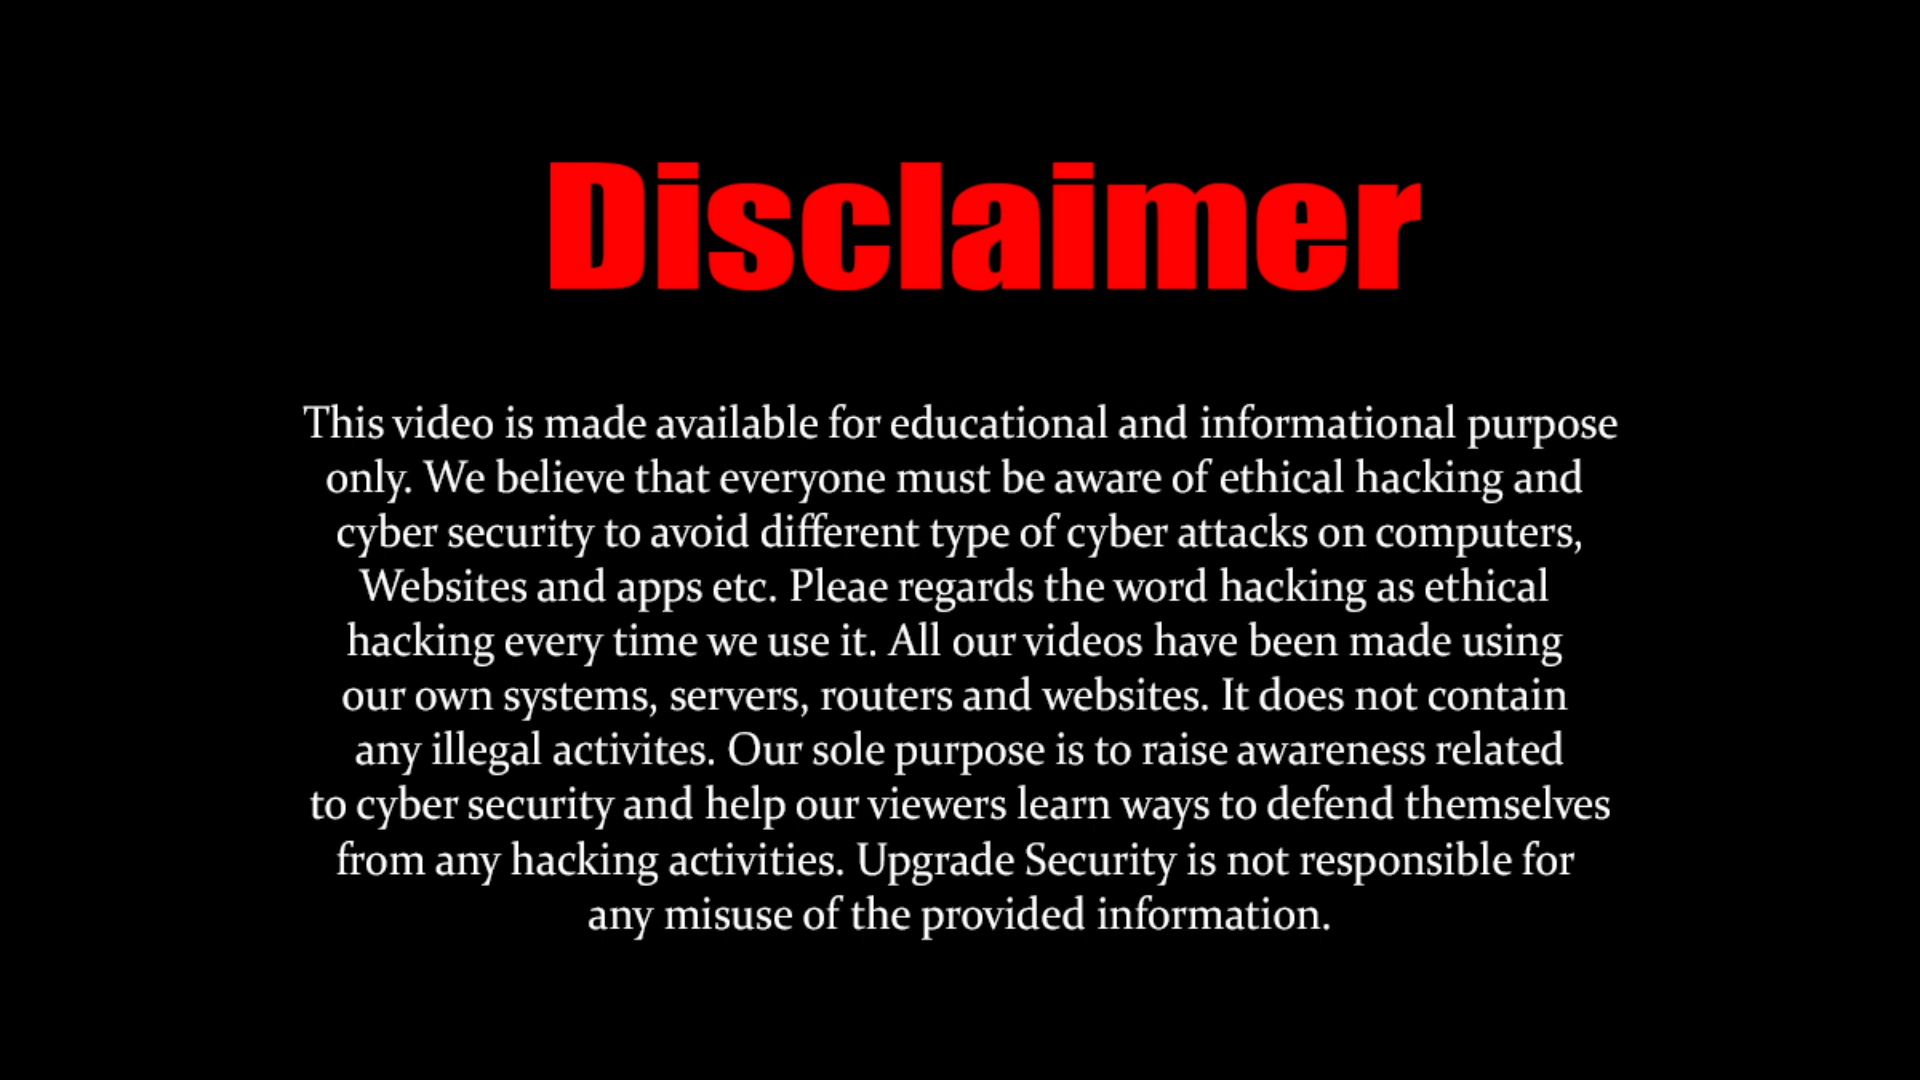 Disclaimer
This video is made available for educational and informational purpose
only. We believe that everyone must be aware of ethical hacking and
cyber security to avoid different type of cyber attacks on computers,
Websites and apps etc. Pleae regards the word hacking as ethical
hacking every time we use it. All our videos have been made using
our own systems, servers, routers and websites. It does not contain
any illegal activites. Our sole purpose is to raise awareness related
to cyber security and help our viewers learn ways to defend themselves
from any hacking activities. Upgrade Security is not responsible for
any misuse of the provided information.